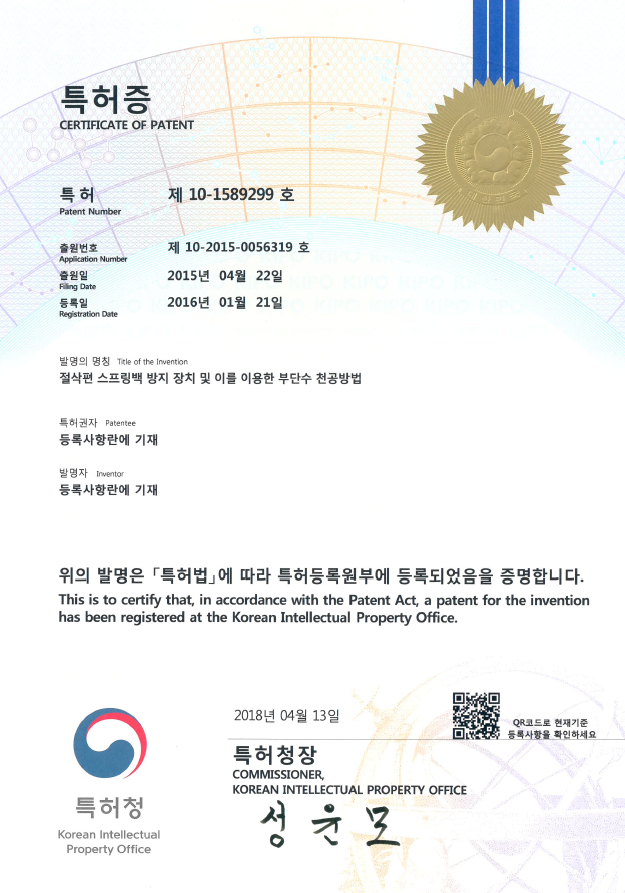 특허증
CERTIFICATE OF PATENT
특허 제 10-1589299 호
Patent Number
출원번호 제 10-2015-0056319 호
Application Number
출원일 2015년 04월 22일
Filing Date
등록일 2016년 01월 21일
Registration Date
발명의 명칭 Title of the Invention
절삭편 스프링백 방지 장치 및 이를 이용한 부단수 천공방법
특허권자 Patentee
등록사항란에 기재
발명자 Inventor
등록사항란에 기재
위의 발명은 「특허법」에 따라 특허등록원부에 등록되었음을 증명합니다.
This is to certify that, in accordance with the Patent Act, a patent for the invention
has been registered at the Korean Intellectual Property Office.
2018년 04월 13일
QR코드로 현재기준
등록사항을 확인하세요
특허청장
COMMISSIONER,
KOREAN INTELLECTUAL PROPERTY OFFICE
성윤모
특허청
Korean Intellectual
Property Office